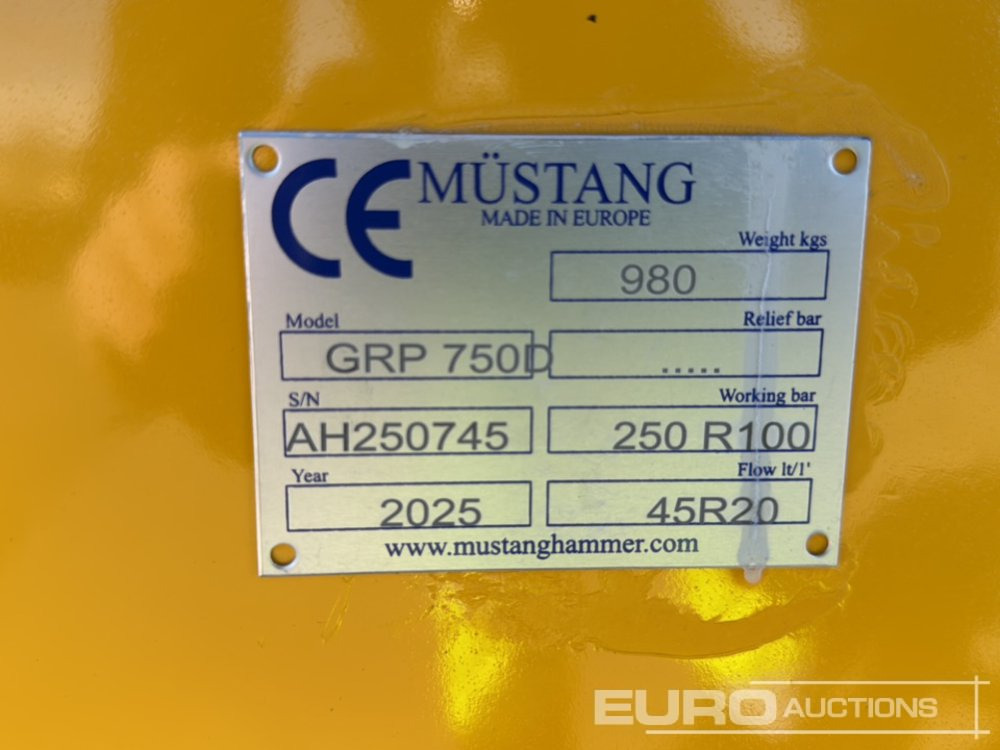 CE MÜSTANG
MADE IN EUROPE
Weight kgs
980
Model
GRP 750D
Relief bar
.....
S/N
AH250745
Working bar
250 R100
Year
2025
Flow lt/1'
45R20
www.mustanghammer.com
EURO AUCTIONS